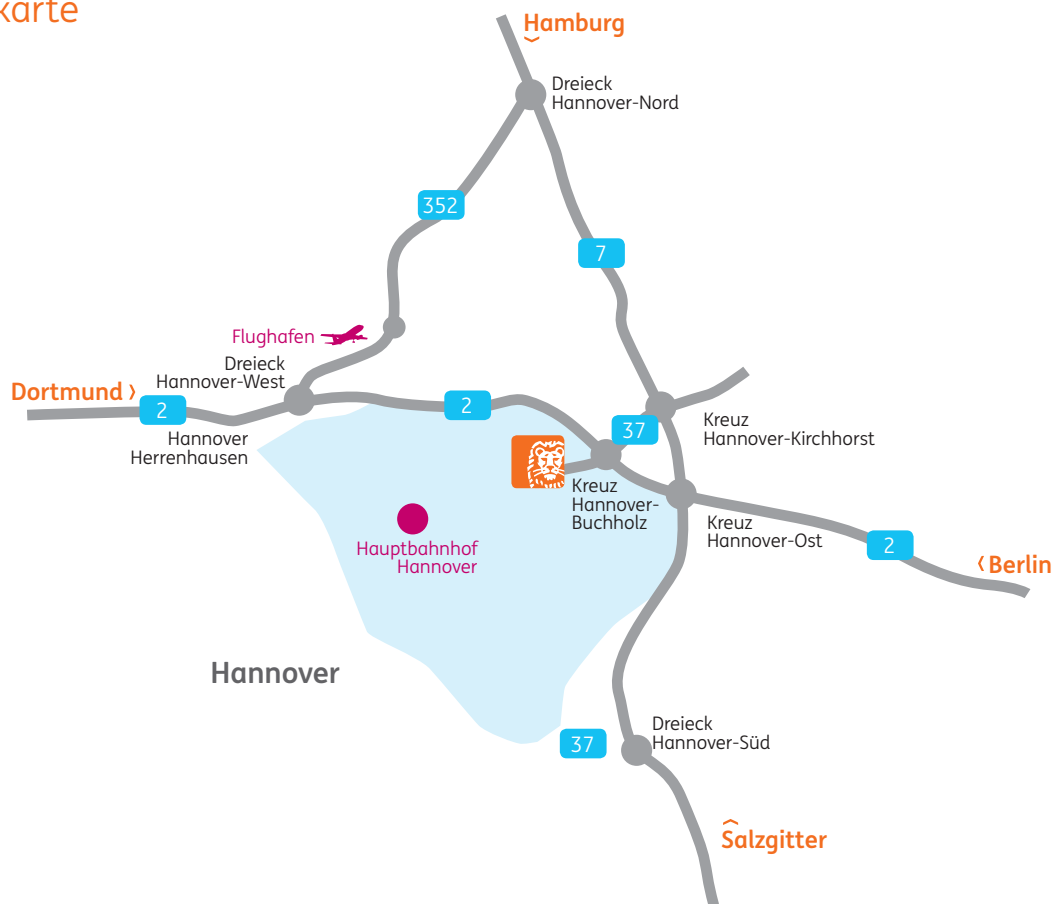 karte
Hamburg
Dreieck
Hannover-Nord
352
7
Flughafen
Dreieck
Hannover-West
Dortmund
2
2
37
Kreuz
Hannover-Kirchhorst
Hannover
Herrenhausen
Kreuz
Hannover-
Buchholz
Kreuz
Hannover-Ost
2
Berlin
Hauptbahnhof
Hannover
Hannover
37
Dreieck
Hannover-Süd
Salzgitter